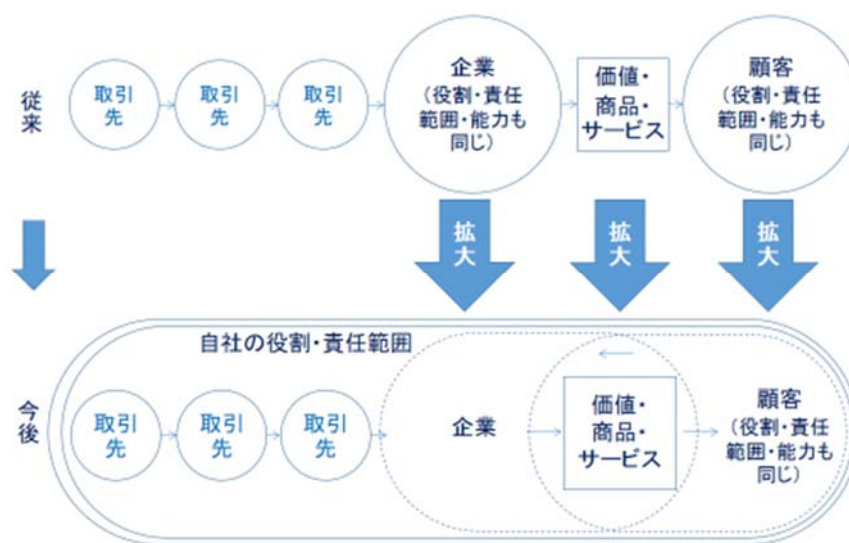 従来
取引
先
取引
先
取引
先
企業
（役割・責任
範囲・能力も
同じ）
価値・
商品・
サービス
顧客
（役割・責任
範囲・能力も
同じ）
拡大
拡大
拡大
自社の役割・責任範囲
今後
取引
先
取引
先
取引
先
企業
価値・
商品・
サービス
顧客
（役割・責任
範囲・能力も
同じ）